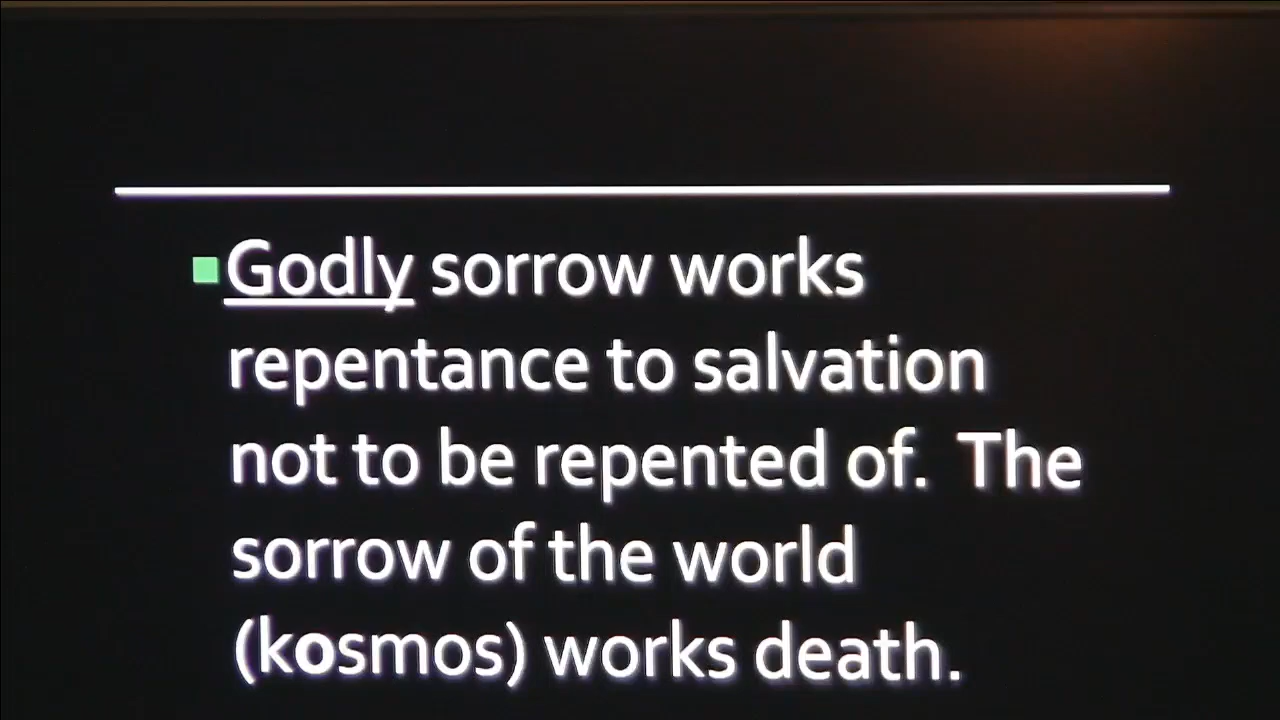 Godly sorrow works
repentance to salvation
not to be repented of. The
sorrow of the world
(kosmos) works death.